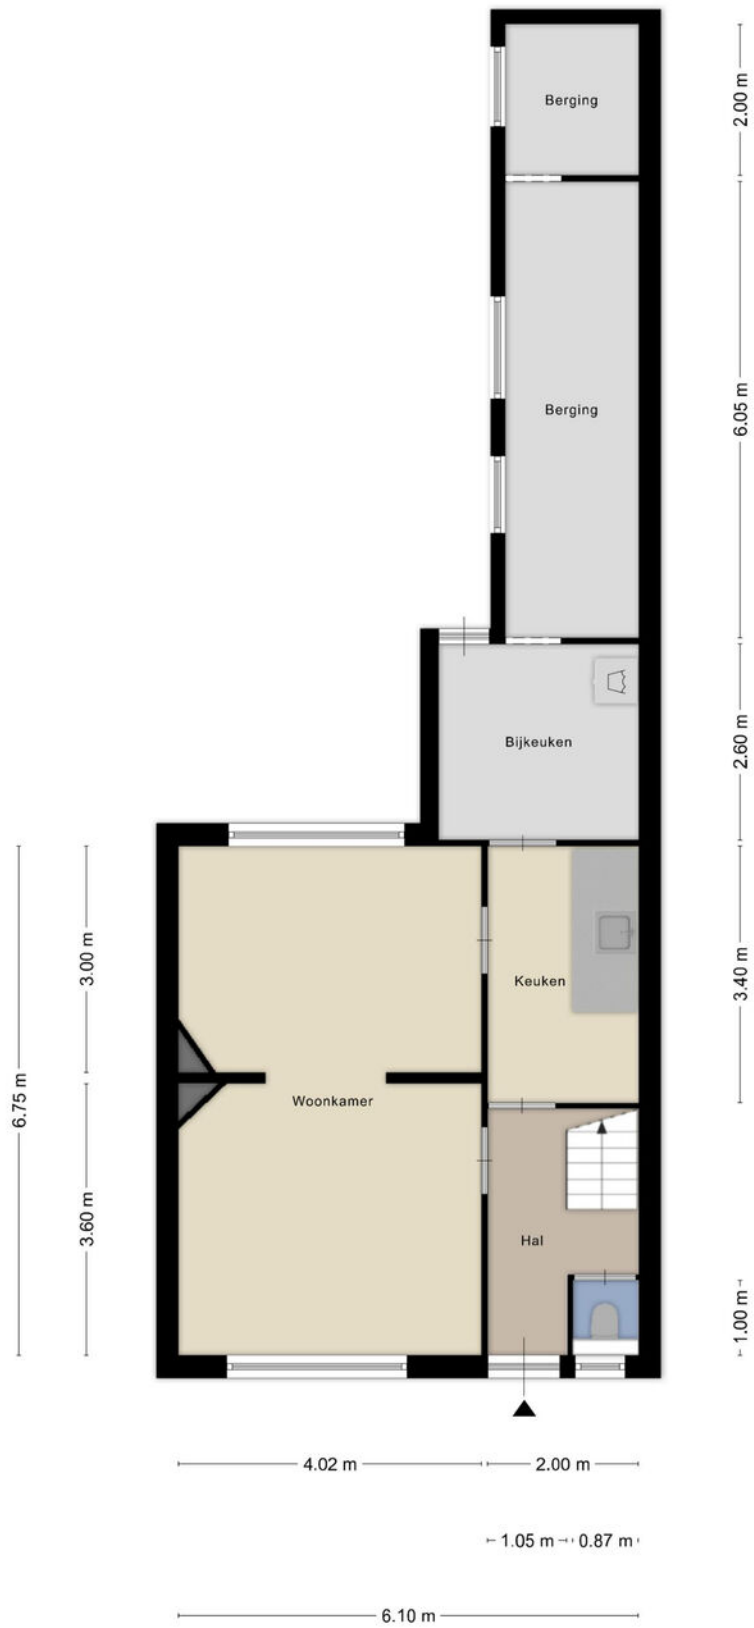 Berging
2.00 m
Berging
6.05 m
Bijkeuken
2.60 m
3.00 m
Keuken
3.40 m
6.75 m
Woonkamer
3.60 m
Hal
1.00 m
4.02 m
2.00 m
1.05 m
0.87 m
6.10 m